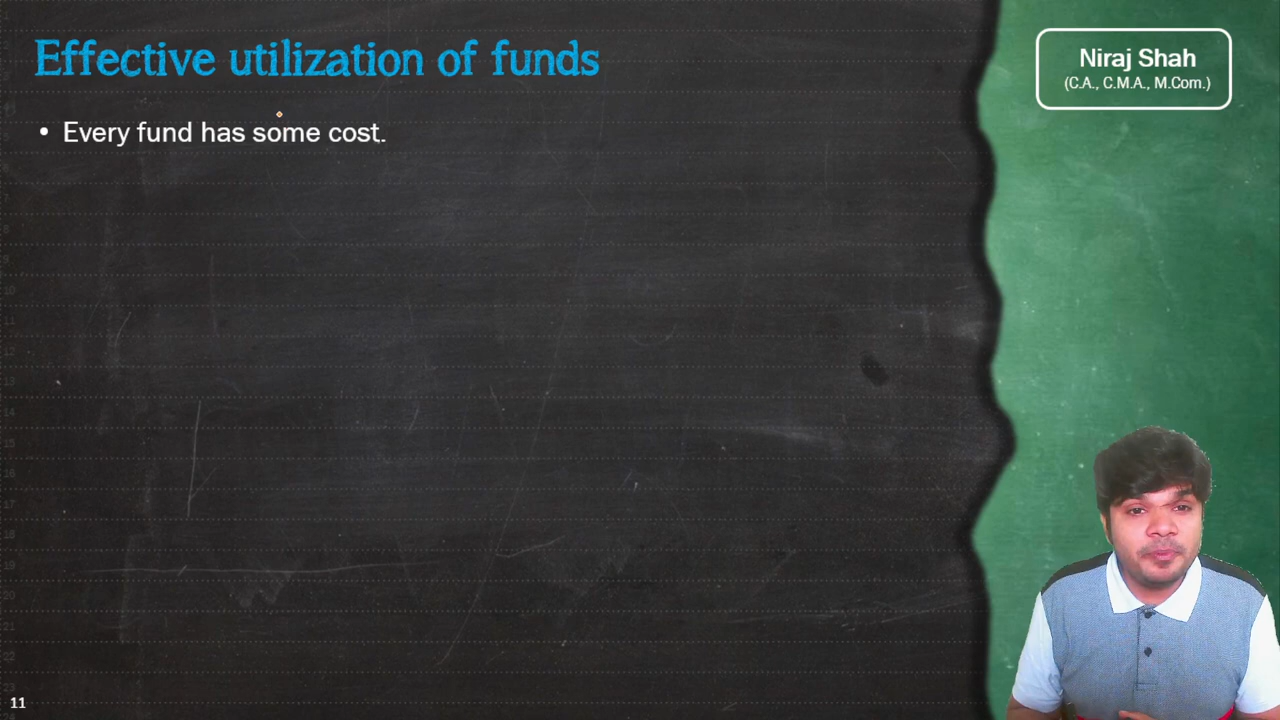 Effective utilization of funds
Niraj Shah
(C.A., C.M.A., M.Com.)
• Every fund has some cost.
11